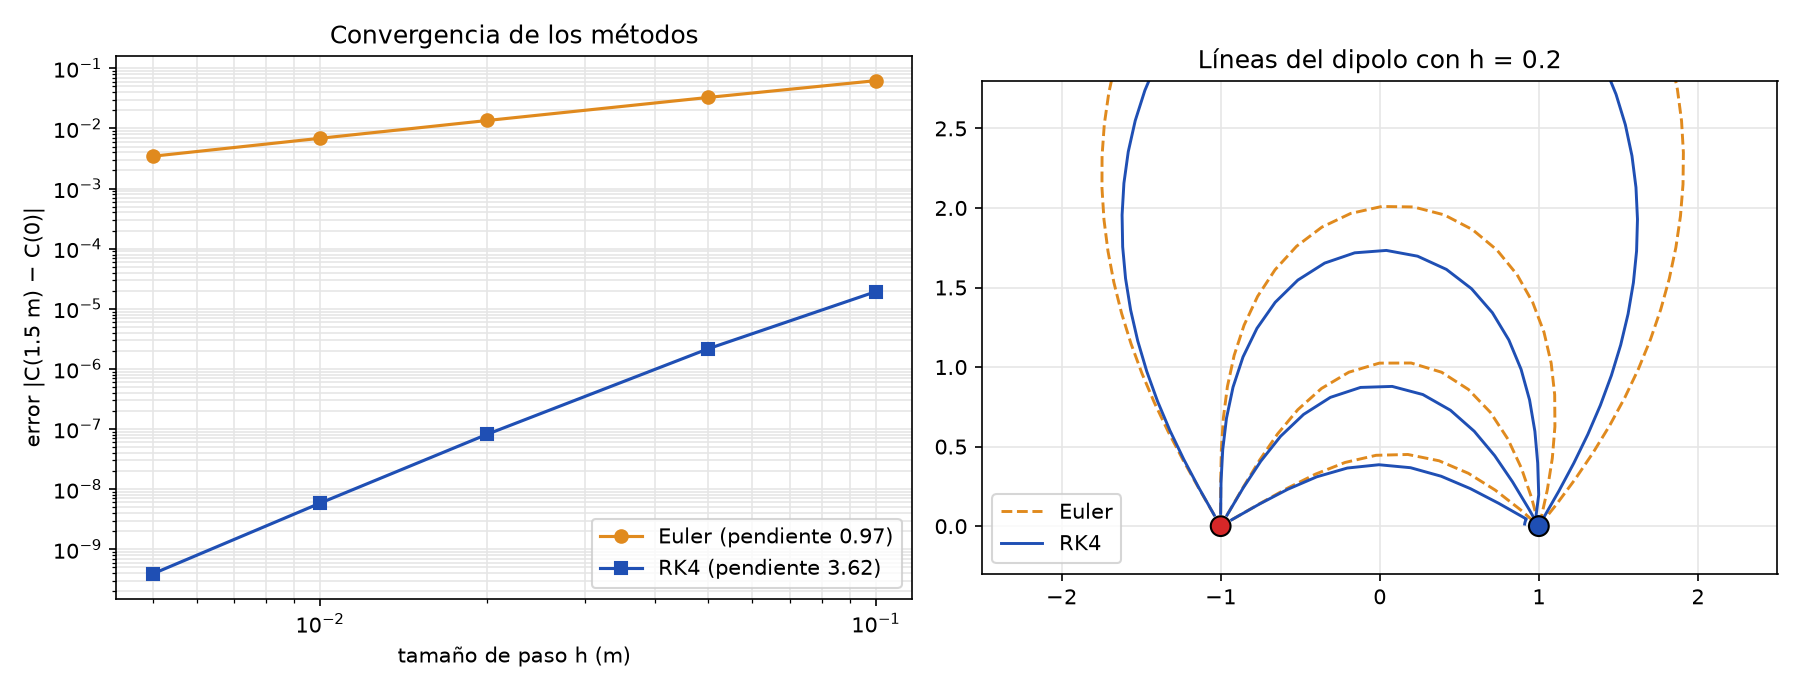 Convergencia de los métodos
error |C(1.5 m) − C(0)|
10⁻¹
10⁻²
10⁻³
10⁻⁴
10⁻⁵
10⁻⁶
10⁻⁷
10⁻⁸
10⁻⁹
Euler (pendiente 0.97)
RK4 (pendiente 3.62)
10⁻² 10⁻¹
tamaño de paso h (m)
Líneas del dipolo con h = 0.2
2.5
2.0
1.5
1.0
0.5
0.0
Euler
RK4
−2 −1 0 1 2